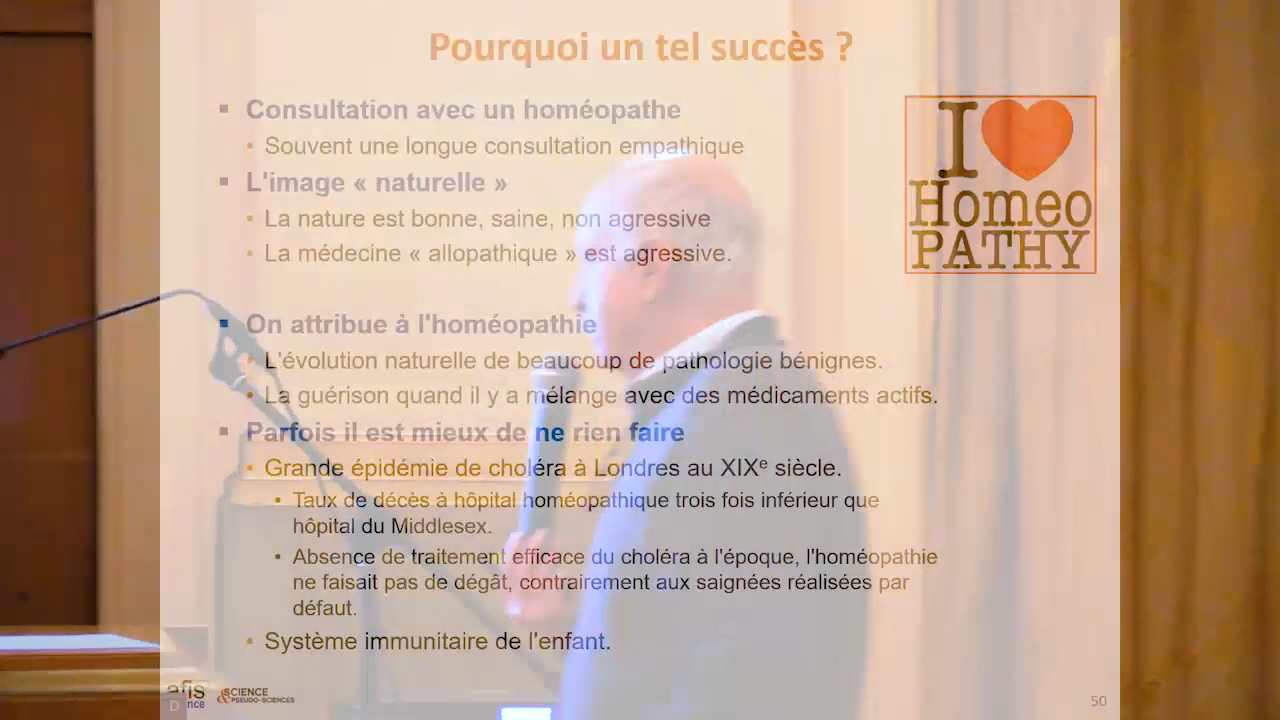 Pourquoi un tel succès ?
Consultation avec un homéopathe
Souvent une longue consultation empathique
L'image « naturelle »
La nature est bonne, saine, non agressive
La médecine « allopathique » est agressive.
I
Homeo
PATHY
On attribue à l'homéopathie
L'évolution naturelle de beaucoup de pathologie bénignes.
La guérison quand il y a mélange avec des médicaments actifs.
Parfois il est mieux de ne rien faire
Grande épidémie de choléra à Londres au XIXe siècle.
Taux de décès à hôpital homéopathique trois fois inférieur que
hôpital du Middlesex.
Absence de traitement efficace du choléra à l'époque, l'homéopathie
ne faisait pas de dégât, contrairement aux saignées réalisées par
défaut.
Système immunitaire de l'enfant.
afis
SCIENCE
& PSEUDO-SCIENCES
50